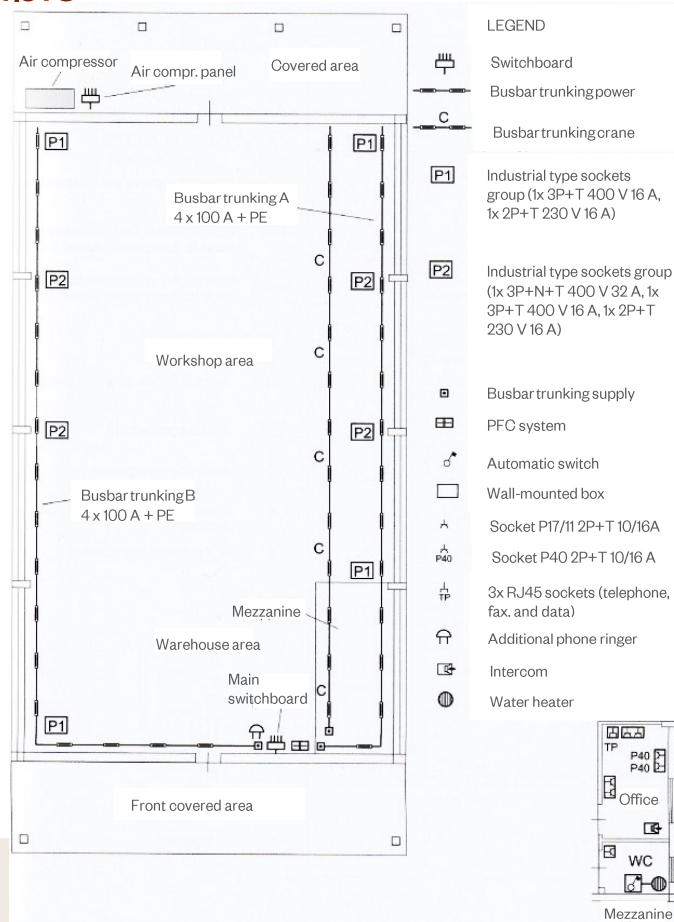 Air compressor
Air compr. panel
Covered area
P1
P1
Busbar trunking A
4 x 100 A + PE
C
P2
P2
C
Workshop area
P2
P2
C
Busbar trunking B
4 x 100 A + PE
C
P1
Mezzanine
Warehouse area
Main
switchboard
C
P1
Front covered area
LEGEND
Switchboard
Busbar trunking power
C
Busbar trunking crane
P1
Industrial type sockets
group (1x 3P+T 400 V 16 A,
1x 2P+T 230 V 16 A)
P2
Industrial type sockets group
(1x 3P+N+T 400 V 32 A, 1x
3P+T 400 V 16 A, 1x 2P+T
230 V 16 A)
Busbar trunking supply
PFC system
Automatic switch
Wall-mounted box
Socket P17/11 2P+T 10/16A
P40
Socket P40 2P+T 10/16 A
TP
3x RJ45 sockets (telephone,
fax. and data)
Additional phone ringer
Intercom
Water heater
TP
P40
P40
Office
WC
Mezzanine